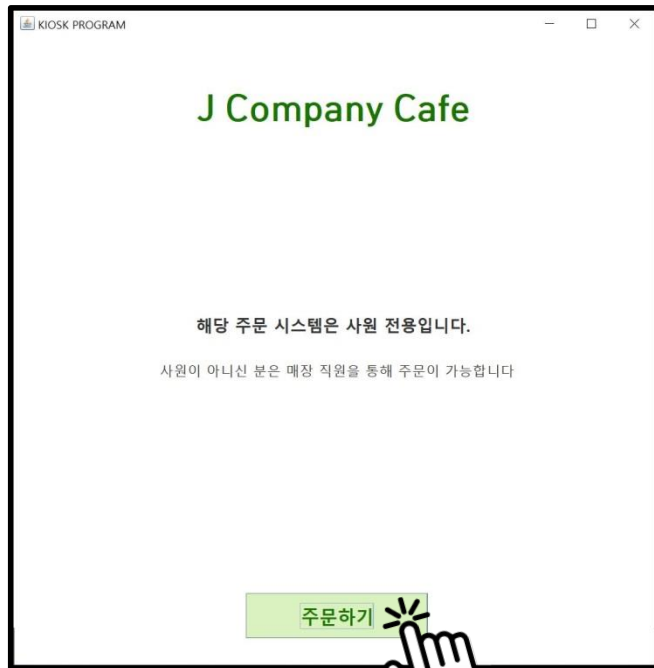 KIOSK PROGRAM
J Company Cafe
해당 주문 시스템은 사원 전용입니다.
사원이 아니신 분은 매장 직원을 통해 주문이 가능합니다
주문하기